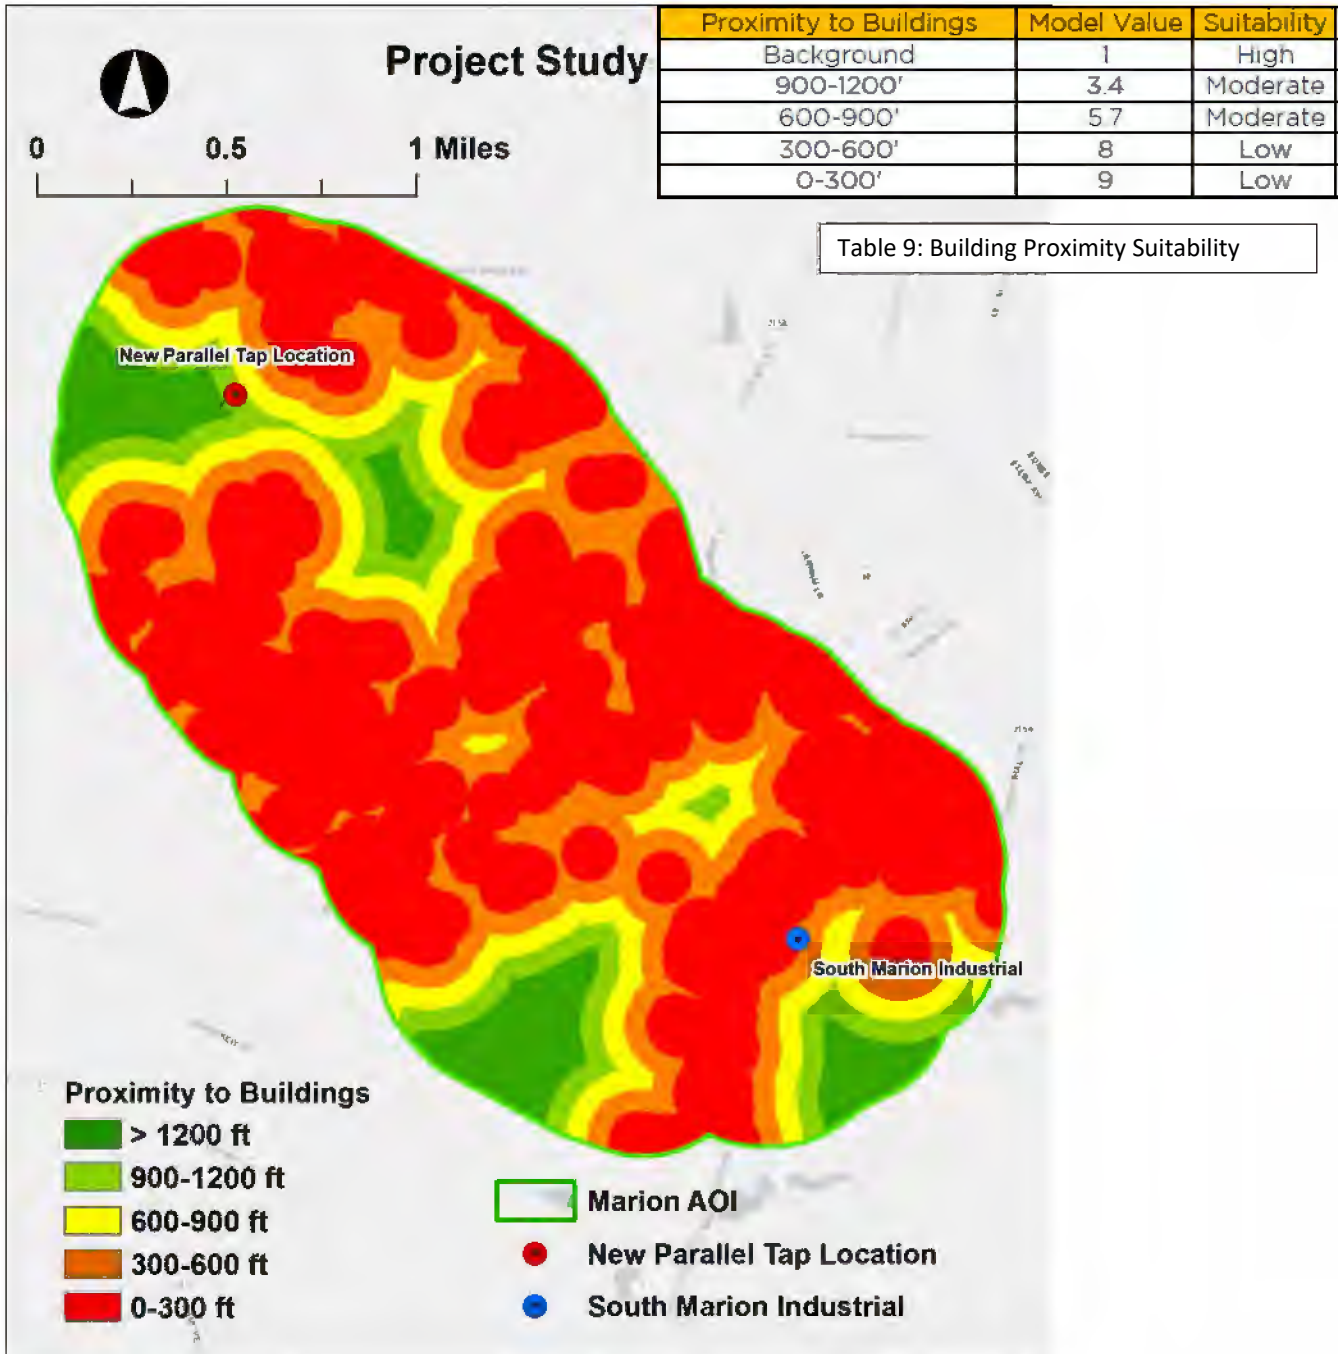 Project Study
Proximity to Buildings Model Value Suitability
Background 1 High
900-1200' 3.4 Moderate
600-900' 5.7 Moderate
300-600' 8 Low
0-300' 9 Low
0 0.5 1 Miles
Table 9: Building Proximity Suitability
New Parallel Tap Location
South Marion Industrial
Proximity to Buildings
> 1200 ft
900-1200 ft
600-900 ft
300-600 ft
0-300 ft
Marion AOI
New Parallel Tap Location
South Marion Industrial